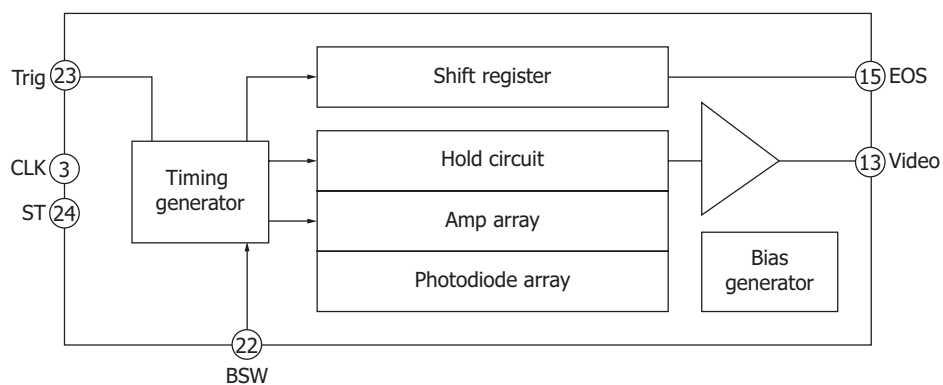 Trig 23
CLK 3
ST 24
Timing
generator
22
BSW
Shift register
Hold circuit
Amp array
Photodiode array
Bias
generator
15 EOS
13 Video